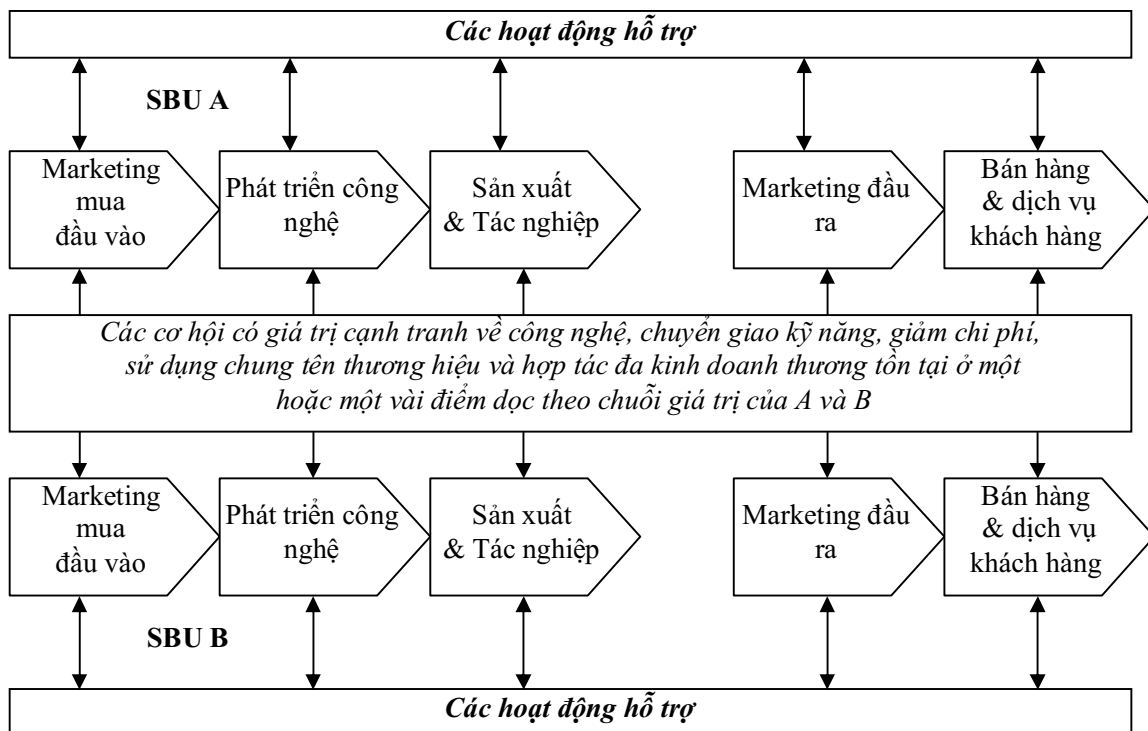 Các hoạt động hỗ trợ
SBU A
Marketing
mua
đầu vào
Phát triển công
nghệ
Sản xuất
& Tác nghiệp
Marketing đầu
ra
Bán hàng
& dịch vụ
khách hàng
Các cơ hội có giá trị cạnh tranh về công nghệ, chuyển giao kỹ năng, giảm chi phí,
sử dụng chung tên thương hiệu và hợp tác đa kinh doanh thương tồn tại ở một
hoặc một vài điểm dọc theo chuỗi giá trị của A và B
Marketing
mua
đầu vào
Phát triển công
nghệ
Sản xuất
& Tác nghiệp
Marketing đầu
ra
Bán hàng
& dịch vụ
khách hàng
SBU B
Các hoạt động hỗ trợ